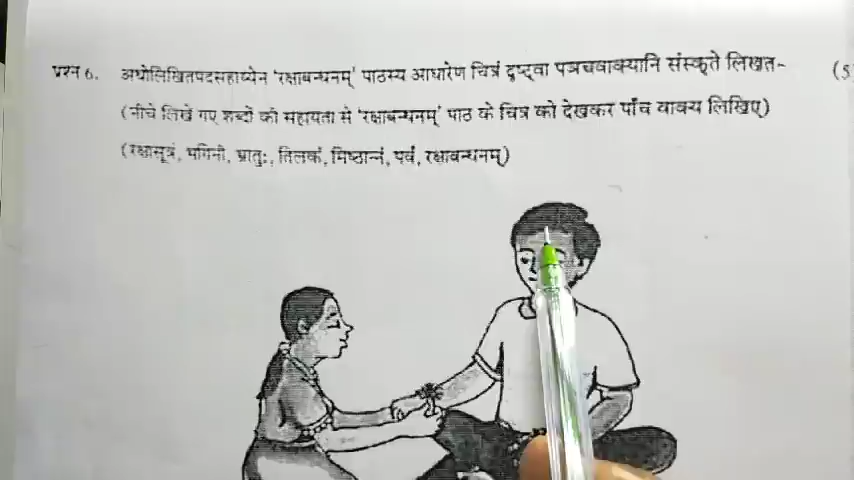 प्रश्न 6. अधोलिखितपदसहाय्येन 'रक्षाबन्धनम्' पाठस्य आधारेण चित्रं दृष्ट्वा पञ्चवाक्यानि संस्कृते लिखत- (5
(नीचे लिखे गए शब्दों की सहायता से 'रक्षाबन्धनम्' पाठ के चित्र को देखकर पाँच वाक्य लिखिए)
(रक्षासूत्रं, भगिनी, भ्रातुः, तिलकं, मिष्ठान्नं, पर्वं, रक्षाबन्धनम्)